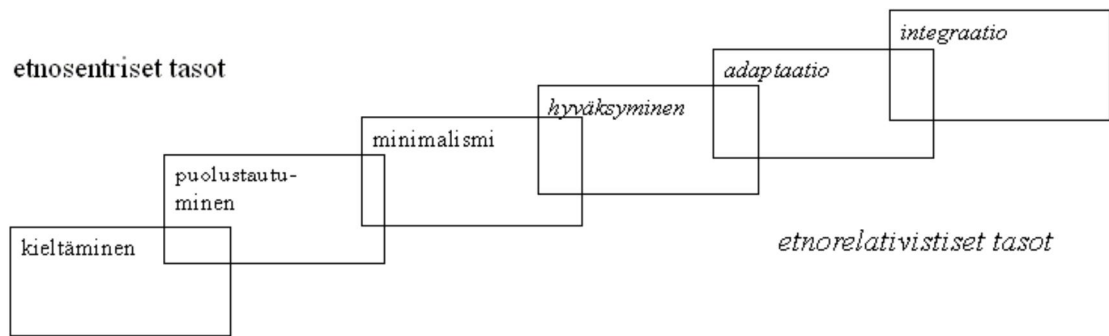 integraatio
etnosentriset tasot
adaptaatio
hyväksyminen
minimalismi
puolustautu-
minen
kieltäminen
etnorelativistiset tasot